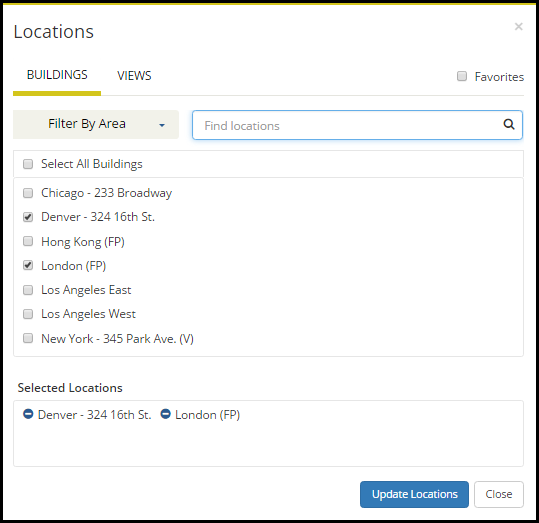 Locations
×
BUILDINGS VIEWS Favorites
Filter By Area Find locations
Select All Buildings
Chicago - 233 Broadway
Denver - 324 16th St.
Hong Kong (FP)
London (FP)
Los Angeles East
Los Angeles West
New York - 345 Park Ave. (V)
Selected Locations
Denver - 324 16th St. London (FP)
Update Locations Close